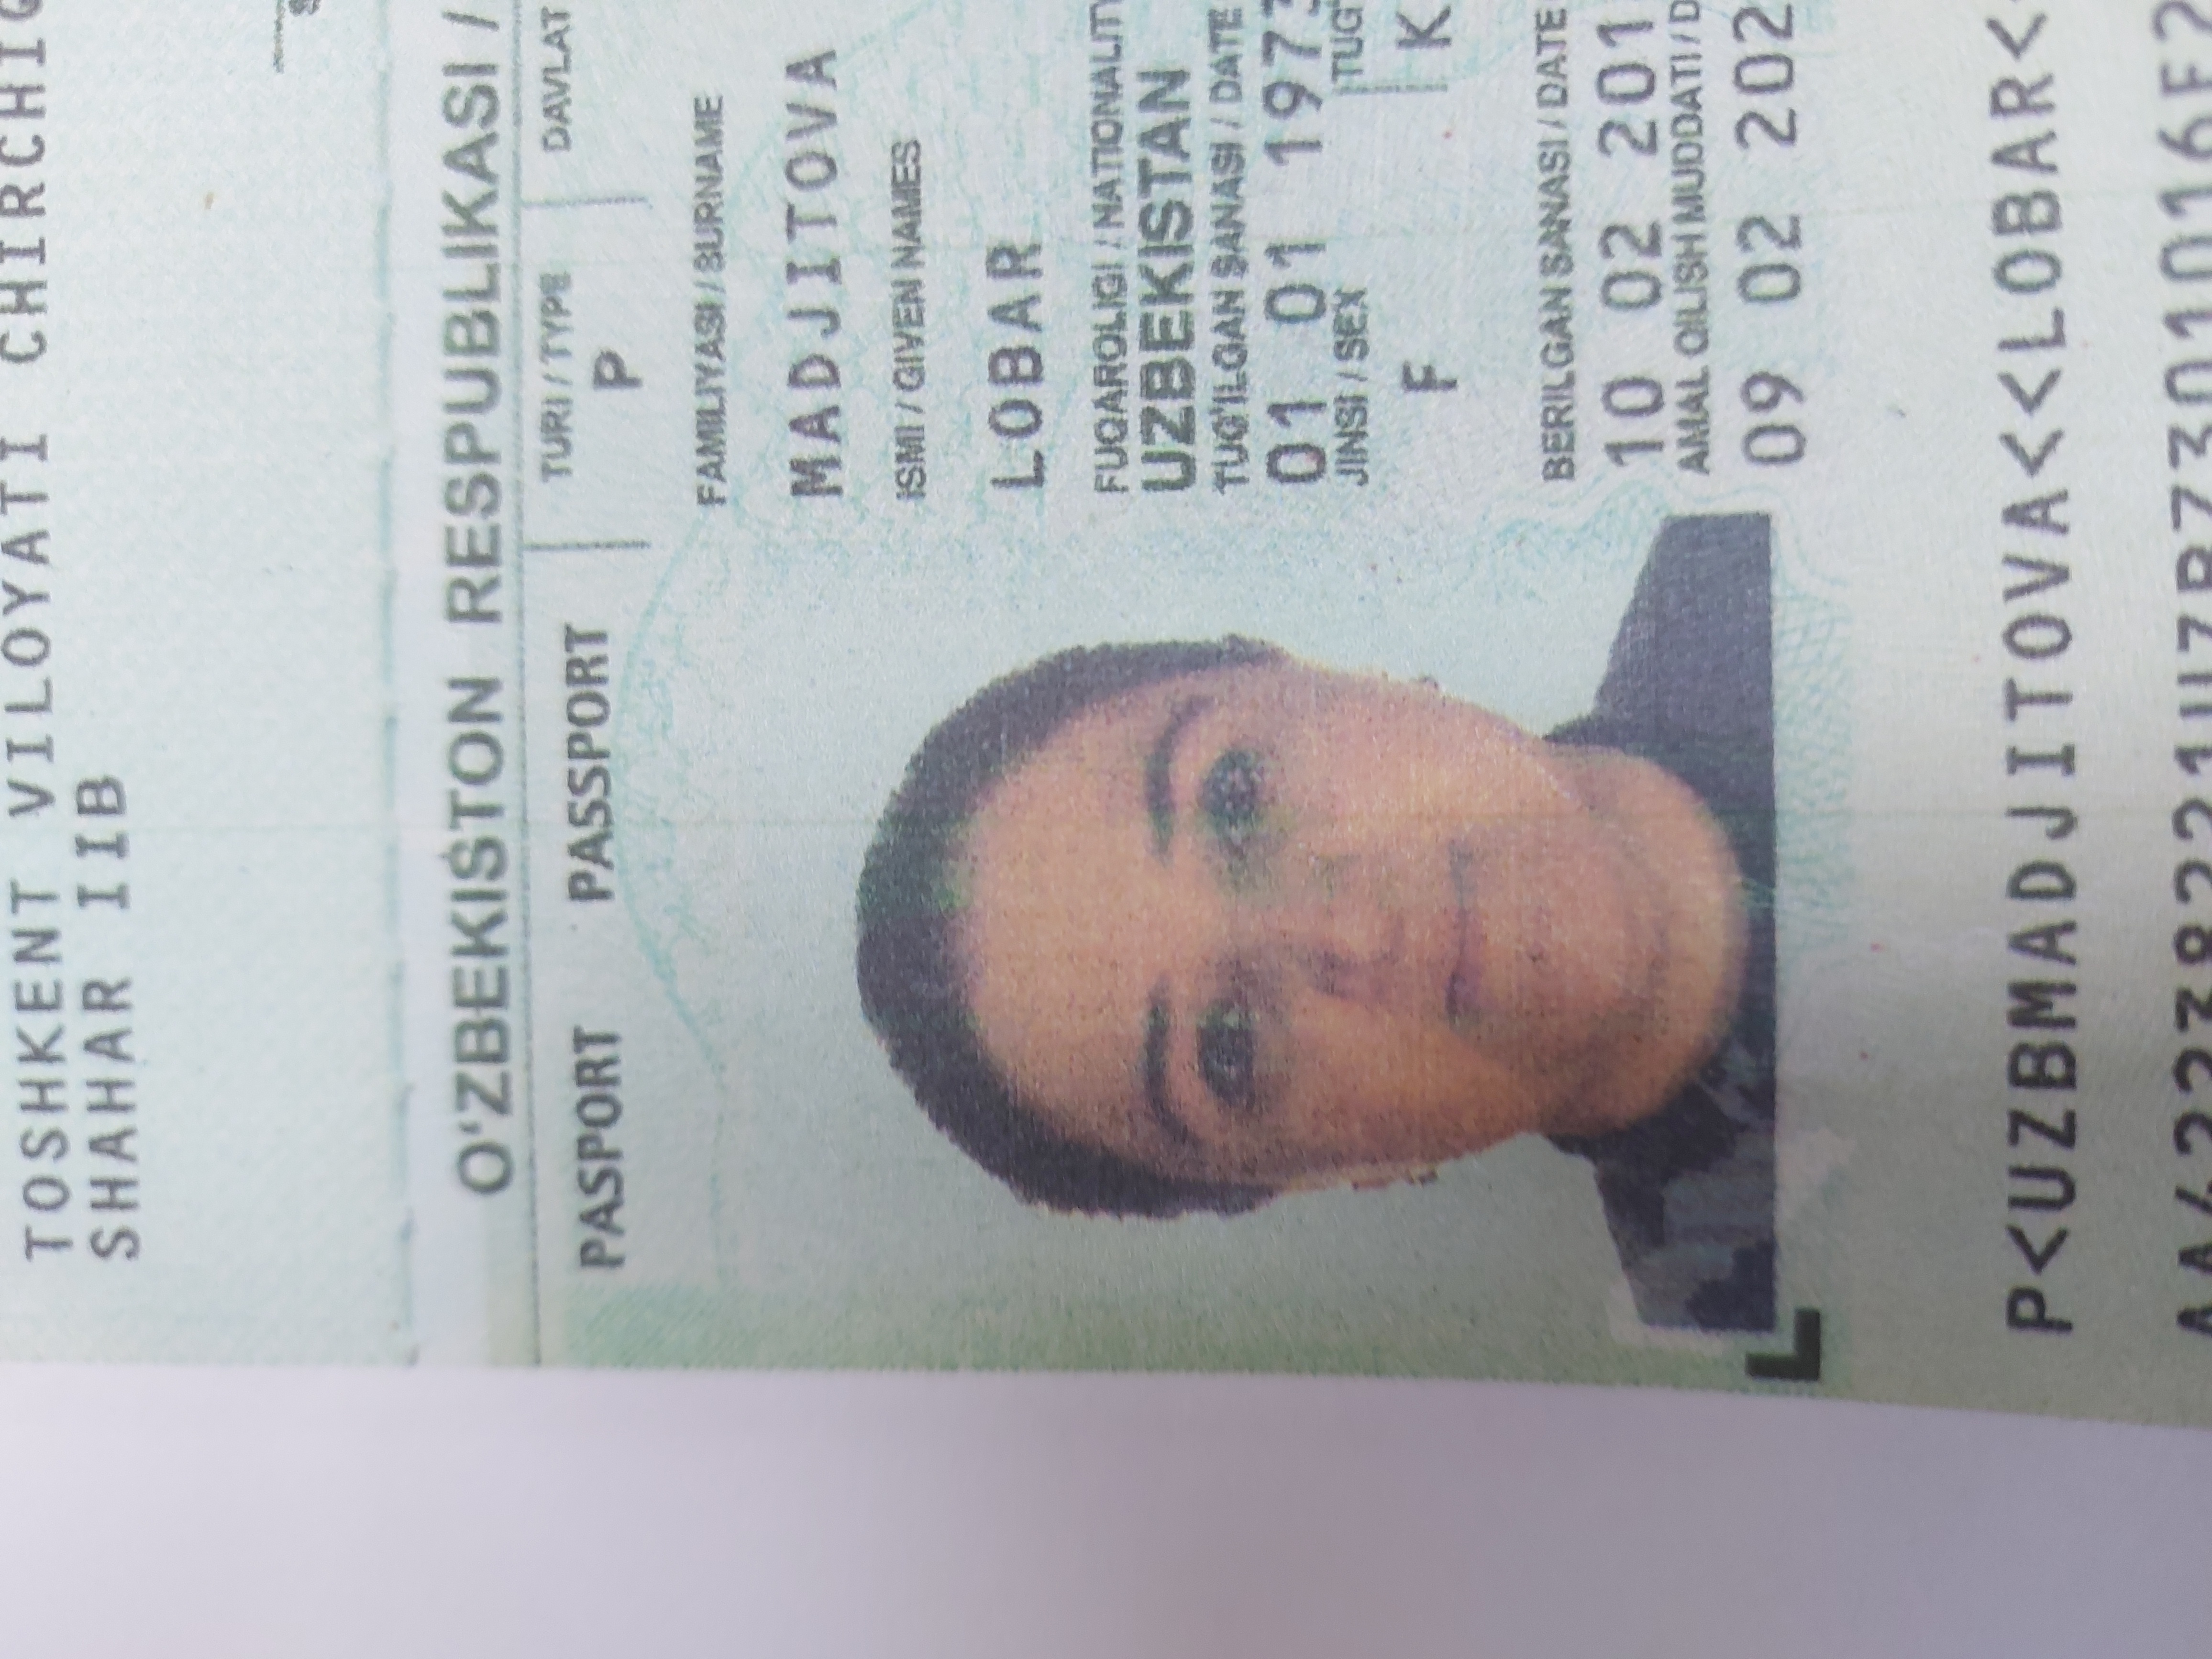 TOSHKENT VILOYATI CHIRCHIQ
SHAHAR IIB
O‘ZBEKISTON RESPUBLIKASI /
PASPORT PASSPORT
TURI / TYPE
DAVLAT
P
FAMILIYASI / SURNAME
MADJITOVA
ISMI / GIVEN NAMES
LOBAR
FUQAROLIGI / NATIONALITY
UZBEKISTAN
TUG'ILGAN SANASI / DATE
01 01 1973
JINSI / SEX
TUG'
F
K
BERILGAN SANASI / DATE
10 02 201
AMAL QILISH MUDDATI / D
09 02 202
P<UZBMADJITOVA<<LOBAR<